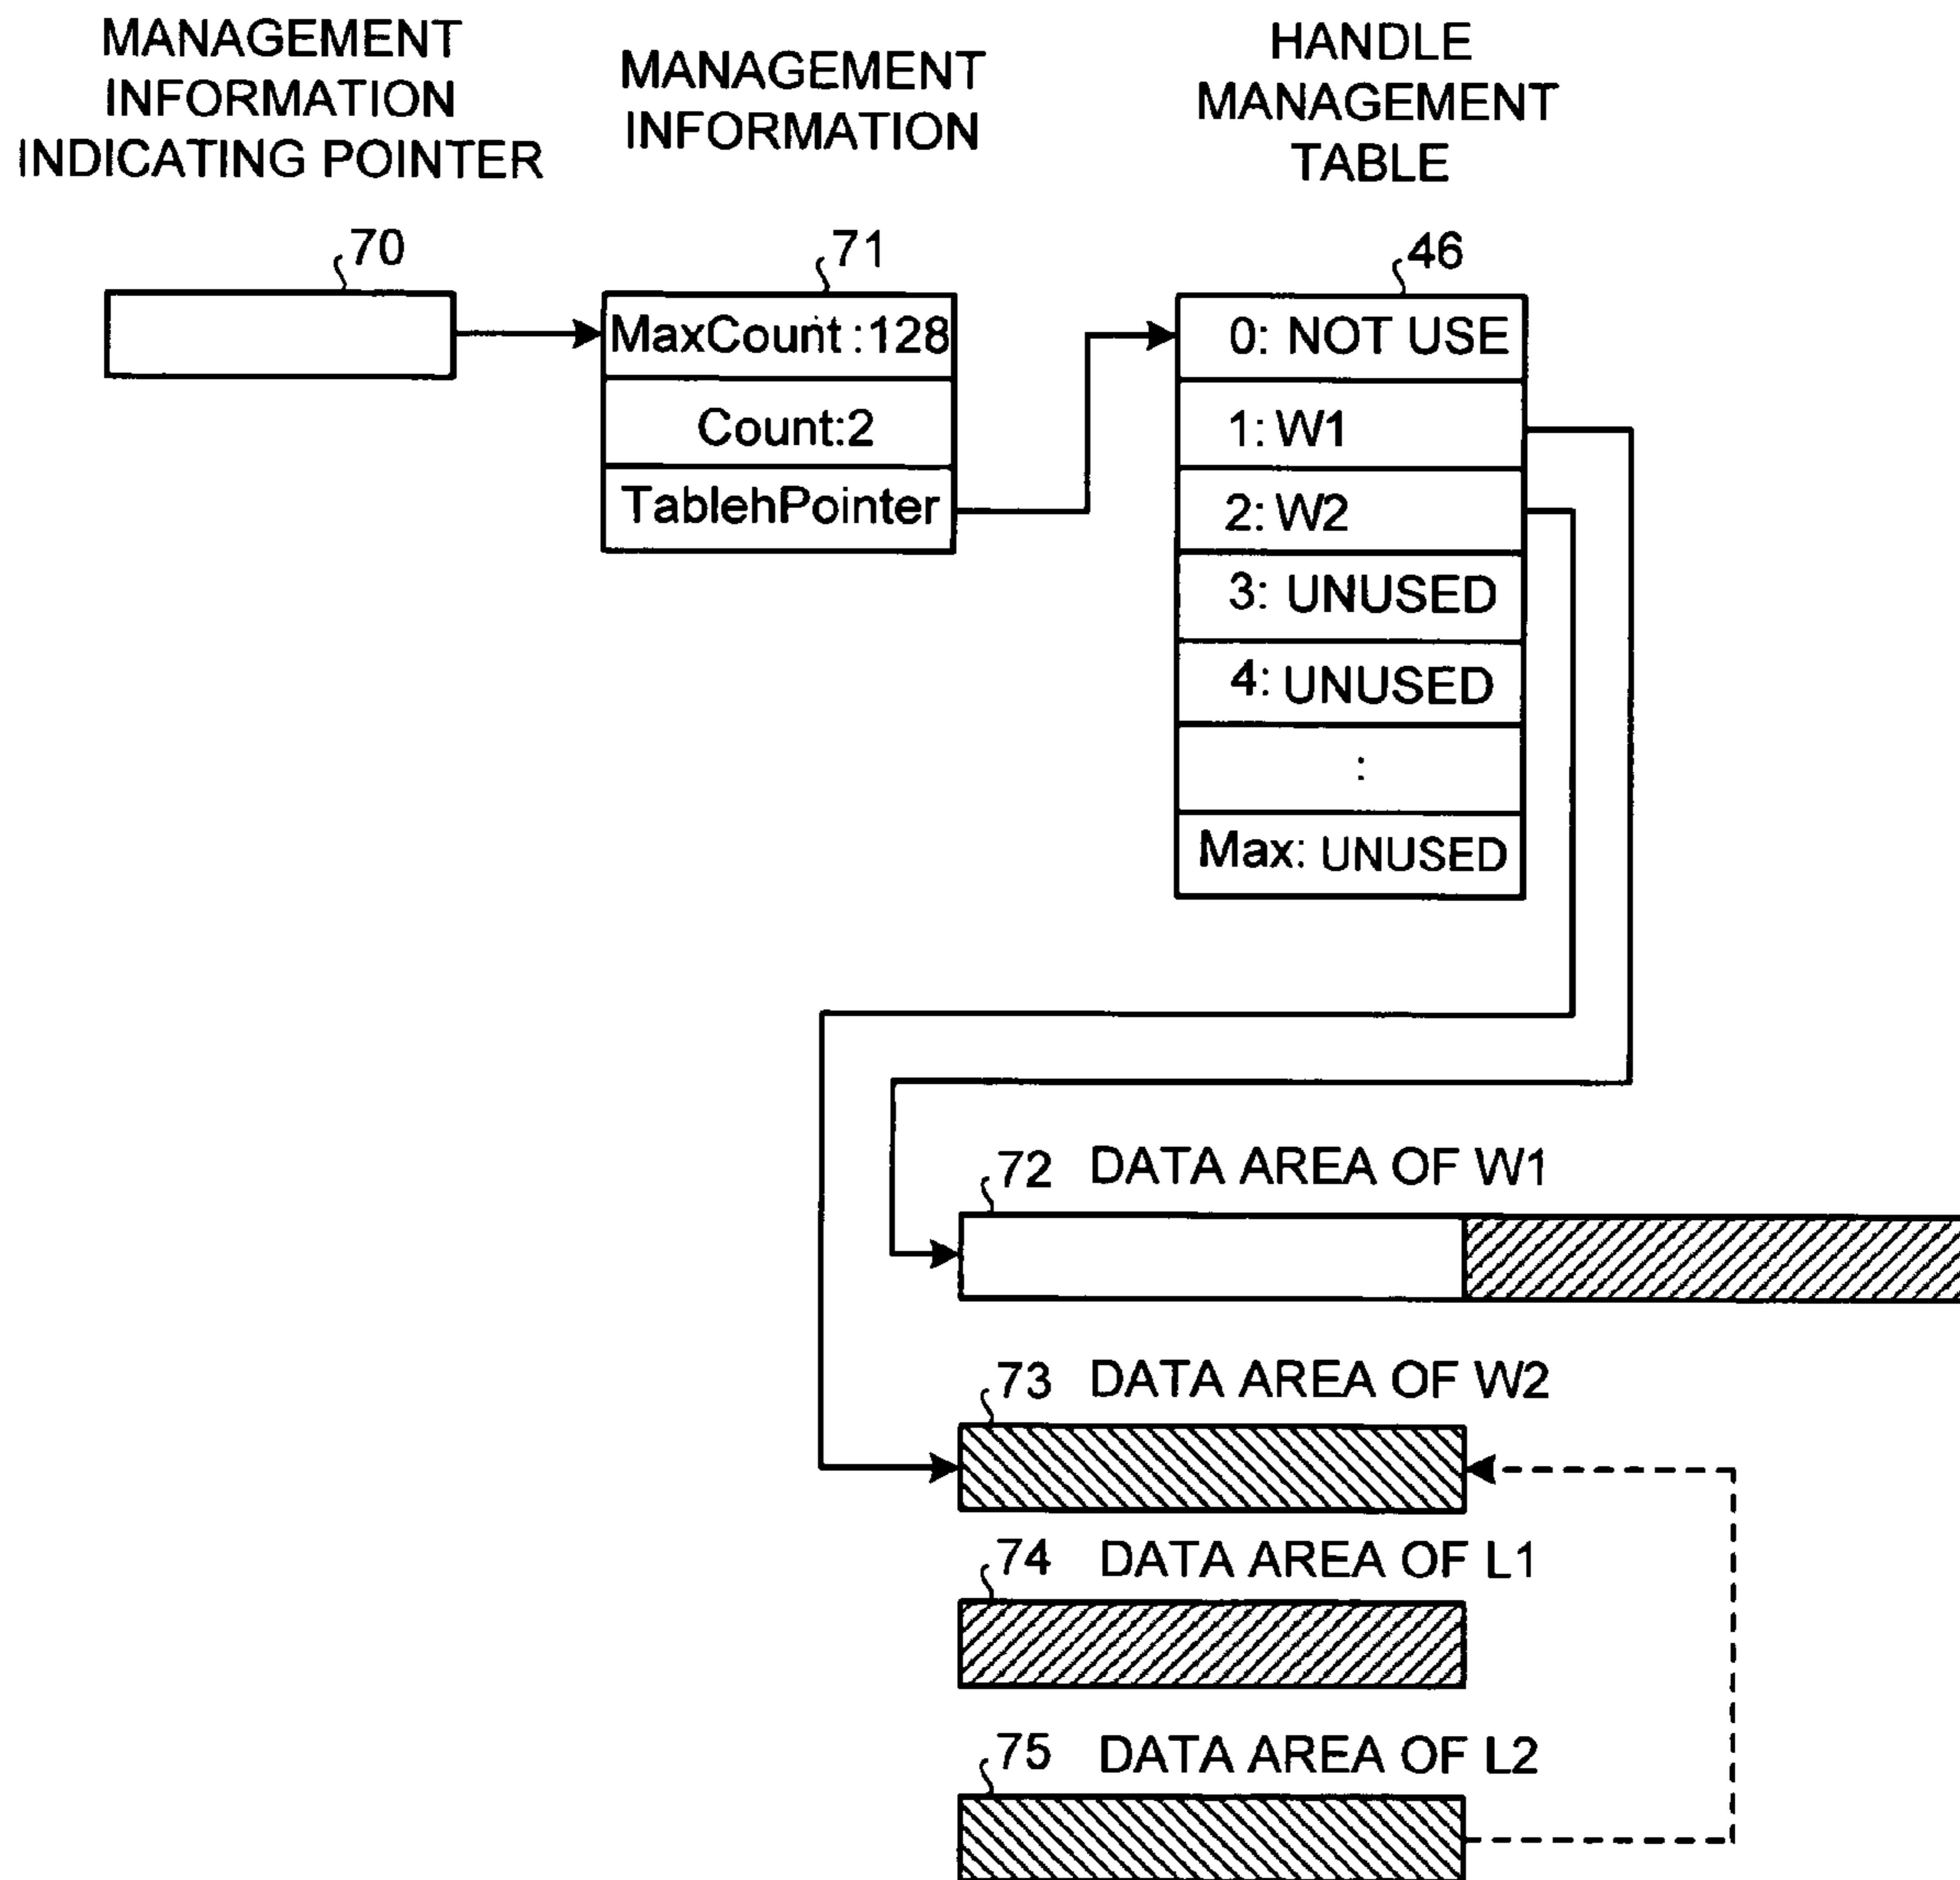 MANAGEMENT
INFORMATION
INDICATING POINTER
MANAGEMENT
INFORMATION
HANDLE
MANAGEMENT
TABLE
70
71
46
MaxCount :128
Count:2
TablehPointer
0: NOT USE
1: W1
2: W2
3: UNUSED
4: UNUSED
:
Max: UNUSED
72 DATA AREA OF W1
73 DATA AREA OF W2
74 DATA AREA OF L1
75 DATA AREA OF L2